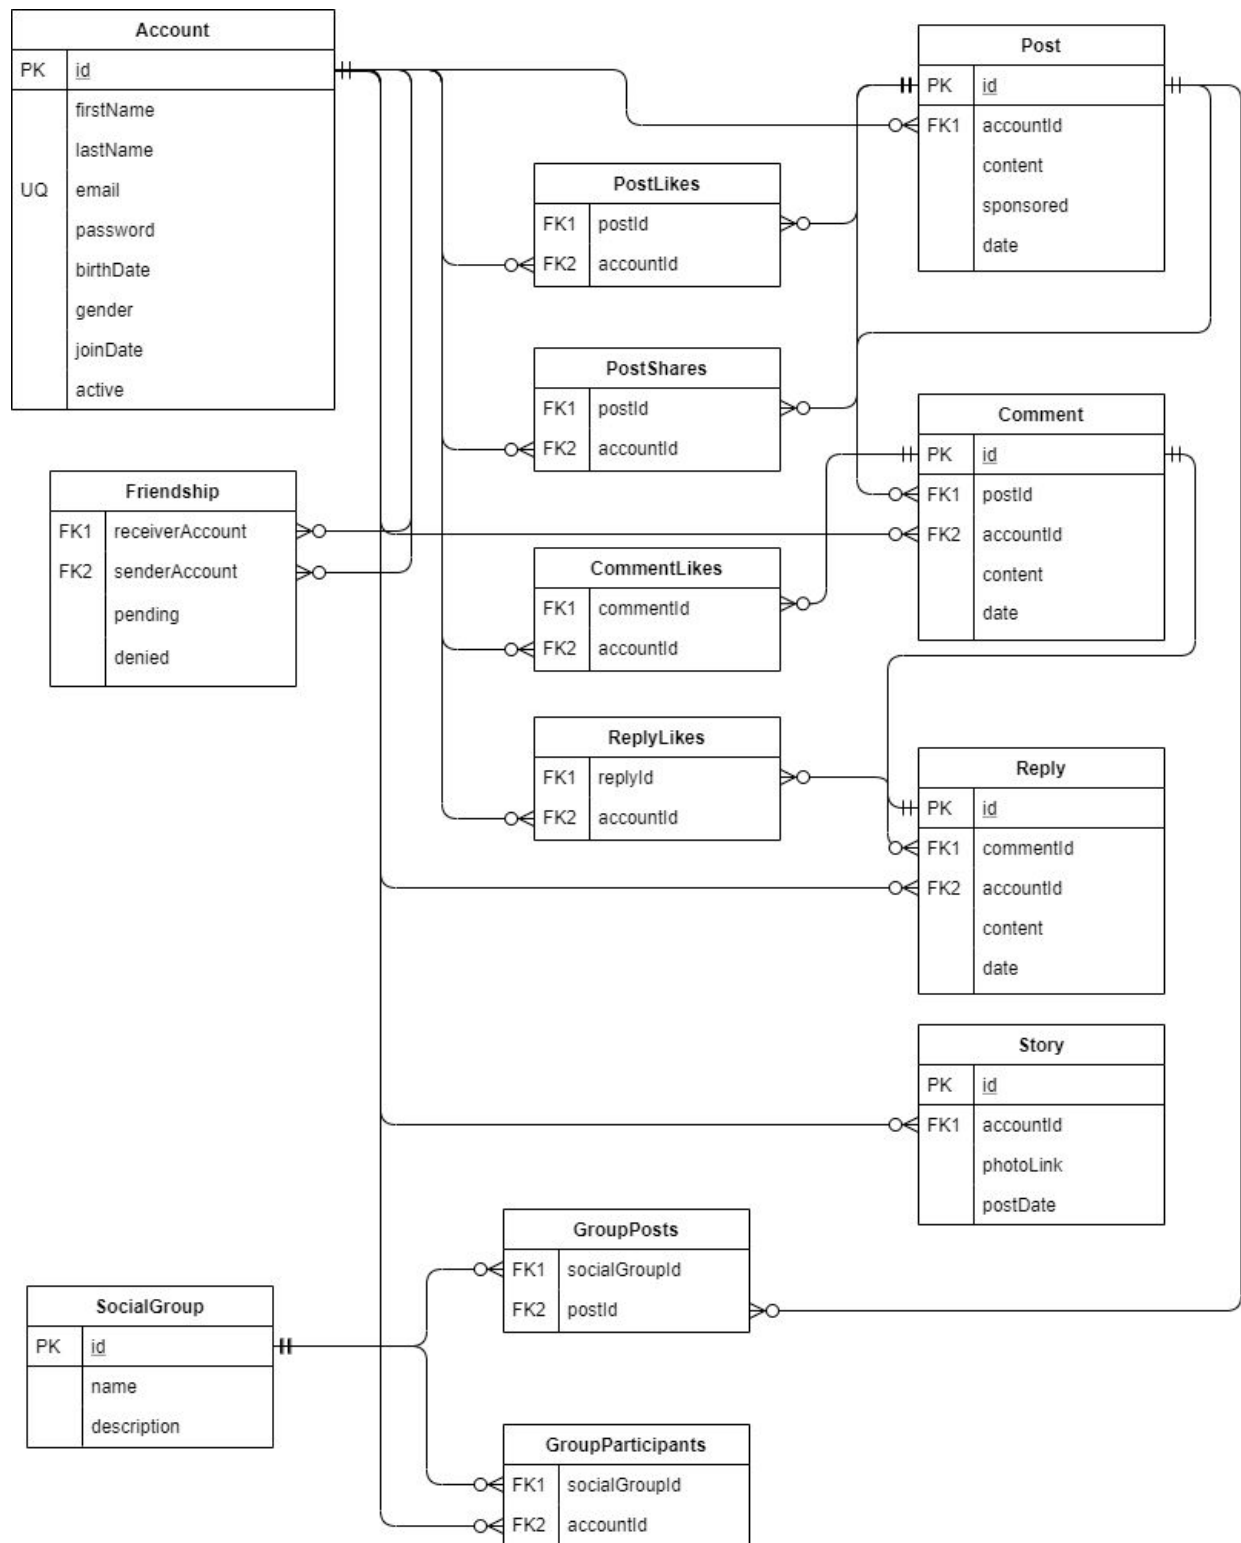 Account
PK id
firstName
lastName
UQ email
password
birthDate
gender
joinDate
active
Post
PK id
FK1 accountId
content
sponsored
date
PostLikes
FK1 postId
FK2 accountId
PostShares
FK1 postId
FK2 accountId
Comment
PK id
FK1 postId
FK2 accountId
content
date
Friendship
FK1 receiverAccount
FK2 senderAccount
pending
denied
CommentLikes
FK1 commentId
FK2 accountId
ReplyLikes
FK1 replyId
FK2 accountId
Reply
PK id
FK1 commentId
FK2 accountId
content
date
Story
PK id
FK1 accountId
photoLink
postDate
GroupPosts
FK1 socialGroupId
FK2 postId
SocialGroup
PK id
name
description
GroupParticipants
FK1 socialGroupId
FK2 accountId